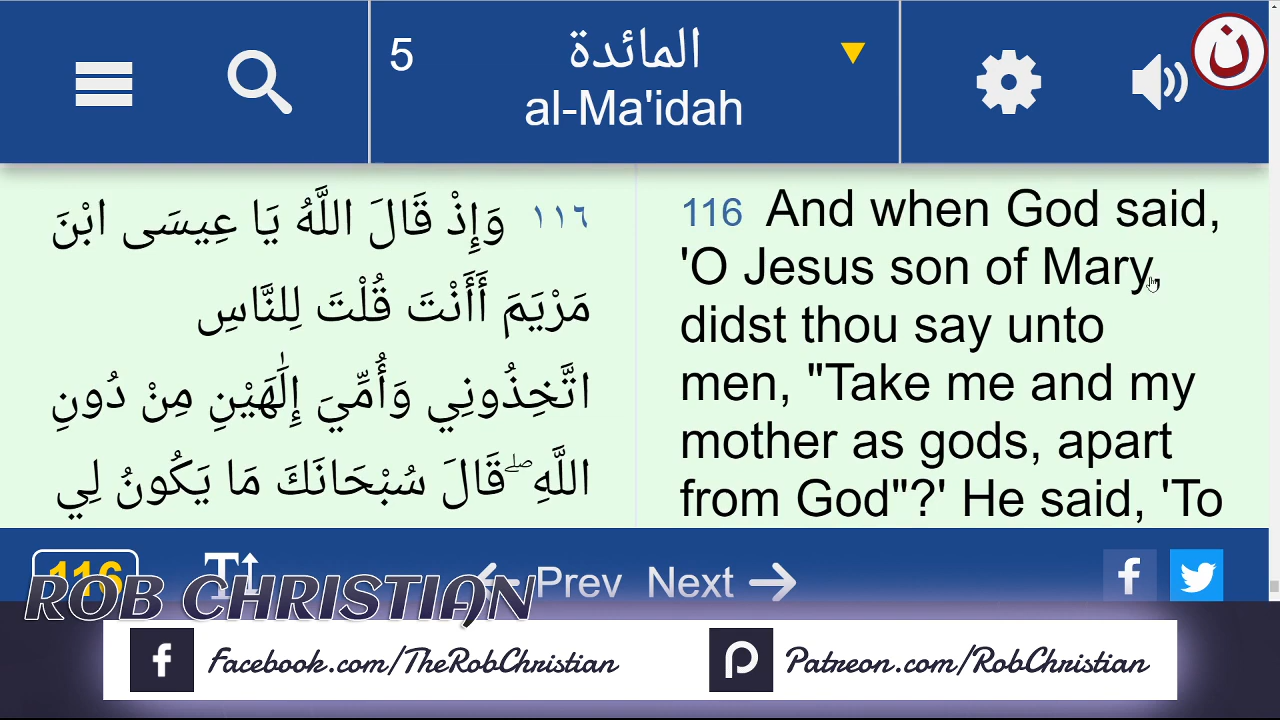 5
المائدة
al-Ma'idah
ن
١١٦ وَإِذْ قَالَ اللَّهُ يَا عِيسَى ابْنَ
مَرْيَمَ أَأَنْتَ قُلْتَ لِلنَّاسِ
اتَّخِذُونِي وَأُمِّيَ إِلَٰهَيْنِ مِنْ دُونِ
اللَّهِ ۖ قَالَ سُبْحَانَكَ مَا يَكُونُ لِي
116 And when God said,
'O Jesus son of Mary,
didst thou say unto
men, "Take me and my
mother as gods, apart
from God"?' He said, 'To
116
T
Prev Next
ROB CHRISTIAN
Facebook.com/TheRobChristian
Patreon.com/RobChristian